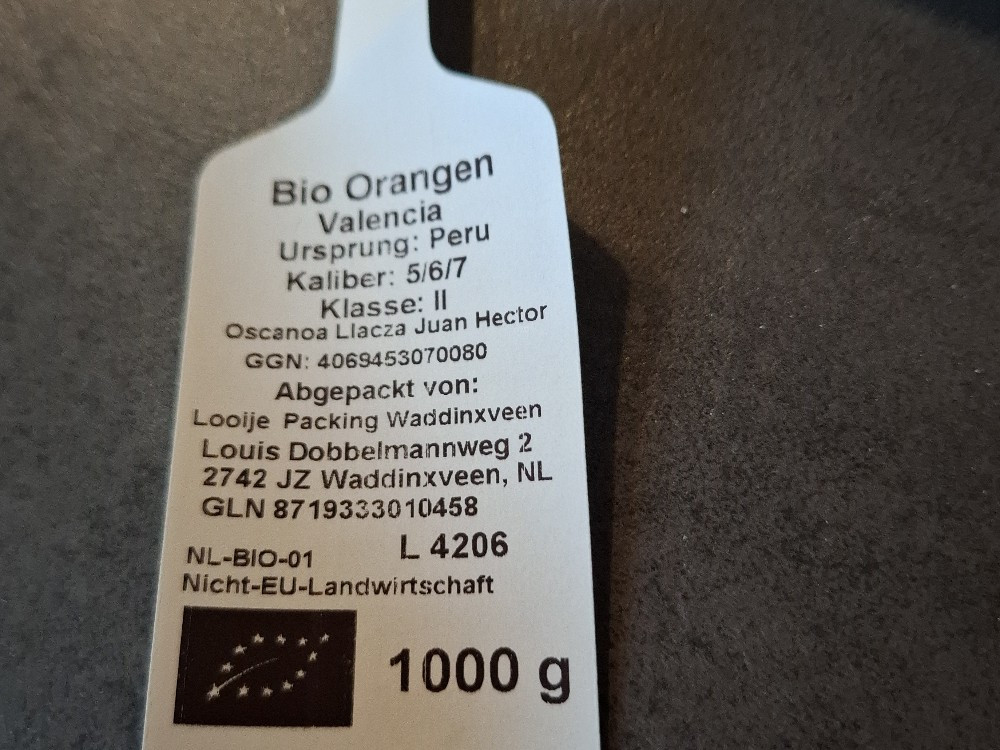 Bio Orangen
Valencia
Ursprung: Peru
Kaliber: 5/6/7
Klasse: II
Oscanoa Llacza Juan Hector
GGN: 4069453070080
Abgepackt von:
Looije Packing Waddinxveen
Louis Dobbelmannweg 2
2742 JZ Waddinxveen, NL
GLN 8719333010458
NL-BIO-01 L 4206
Nicht-EU-Landwirtschaft
1000 g